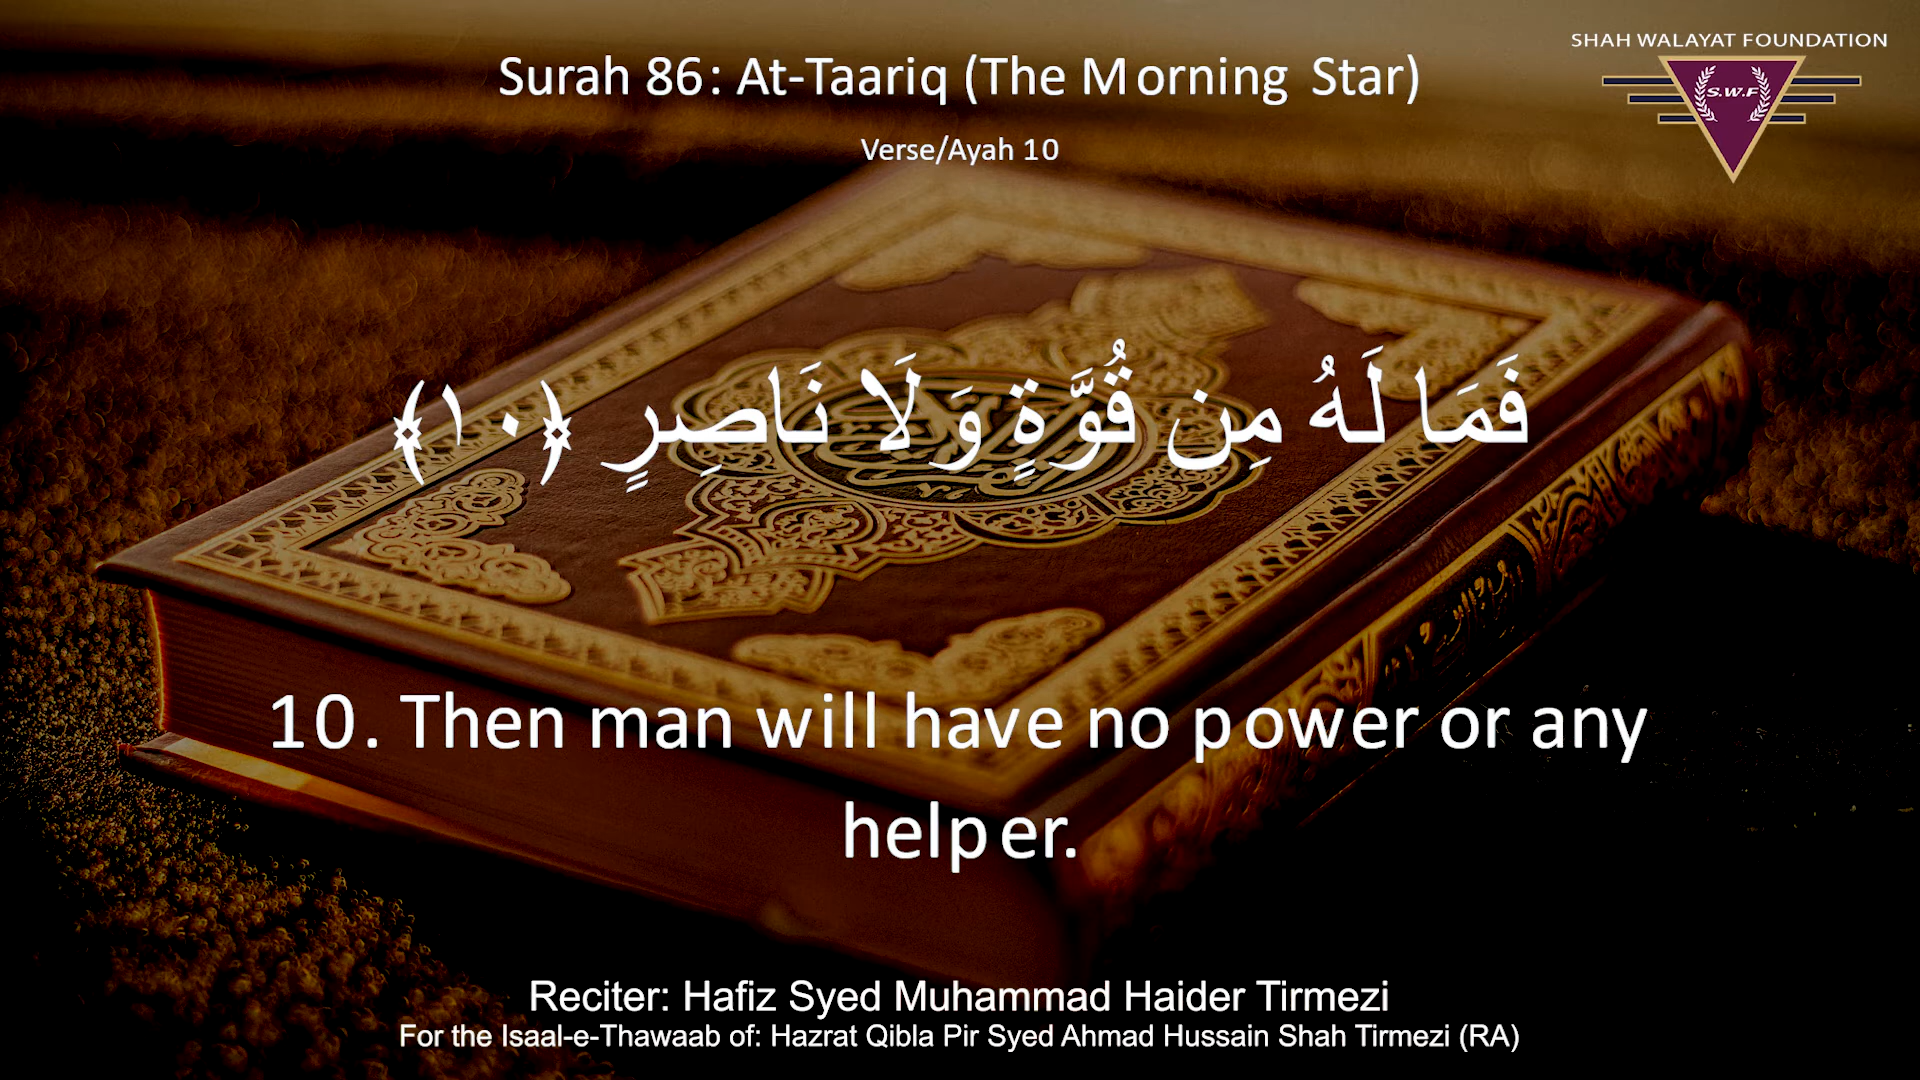 SHAH WALAYAT FOUNDATION
S.W.F
Surah 86: At-Taariq (The Morning Star)
Verse/Ayah 10
فَمَا لَهُ مِن قُوَّةٍ وَلَا نَاصِرٍ ﴿١٠﴾
10. Then man will have no power or any
helper.
Reciter: Hafiz Syed Muhammad Haider Tirmezi
For the Isaal-e-Thawaab of: Hazrat Qibla Pir Syed Ahmad Hussain Shah Tirmezi (RA)